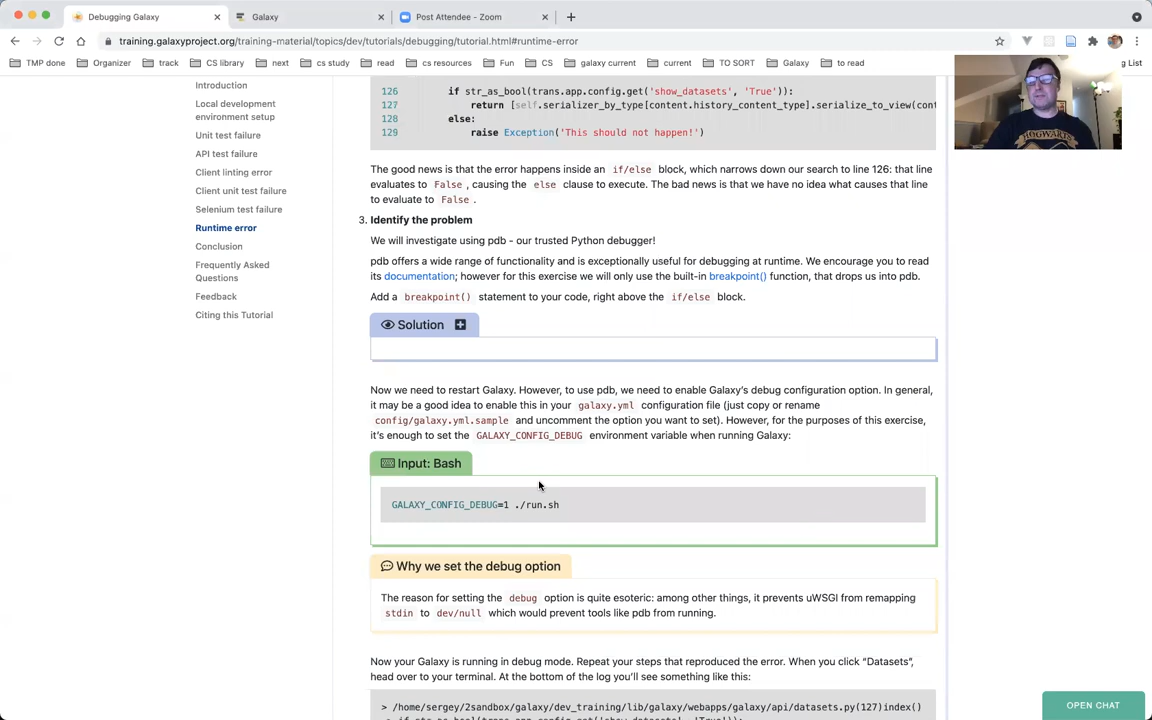 Debugging Galaxy
Galaxy
Post Attendee - Zoom
training.galaxyproject.org/training-material/topics/dev/tutorials/debugging/tutorial.html#runtime-error
TMP done
Organizer
track
CS library
next
cs study
read
cs resources
Fun
CS
galaxy current
current
TO SORT
Galaxy
to read
g List
Introduction
Local development
environment setup
Unit test failure
API test failure
Client linting error
Client unit test failure
Selenium test failure
Runtime error
Conclusion
Frequently Asked
Questions
Feedback
Citing this Tutorial
126 if str_as_bool(trans.app.config.get('show_datasets', 'True')):
127 return [self.serializer_by_type[content.history_content_type].serialize_to_view(cont
128 else:
129 raise Exception('This should not happen!')
The good news is that the error happens inside an if/else block, which narrows down our search to line 126: that line
evaluates to False , causing the else clause to execute. The bad news is that we have no idea what causes that line
to evaluate to False .
3. Identify the problem
We will investigate using pdb - our trusted Python debugger!
pdb offers a wide range of functionality and is exceptionally useful for debugging at runtime. We encourage you to read
its documentation; however for this exercise we will only use the built-in breakpoint() function, that drops us into pdb.
Add a breakpoint() statement to your code, right above the if/else block.
Solution
Now we need to restart Galaxy. However, to use pdb, we need to enable Galaxy's debug configuration option. In general,
it may be a good idea to enable this in your galaxy.yml configuration file (just copy or rename
config/galaxy.yml.sample and uncomment the option you want to set). However, for the purposes of this exercise,
it's enough to set the GALAXY_CONFIG_DEBUG environment variable when running Galaxy:
Input: Bash
GALAXY_CONFIG_DEBUG=1 ./run.sh
Why we set the debug option
The reason for setting the debug option is quite esoteric: among other things, it prevents uWSGI from remapping
stdin to dev/null which would prevent tools like pdb from running.
Now your Galaxy is running in debug mode. Repeat your steps that reproduced the error. When you click "Datasets",
head over to your terminal. At the bottom of the log you'll see something like this:
> /home/sergey/2sandbox/galaxy/dev_training/lib/galaxy/webapps/galaxy/api/datasets.py(127)index()
HOGWARTS
OPEN CHAT